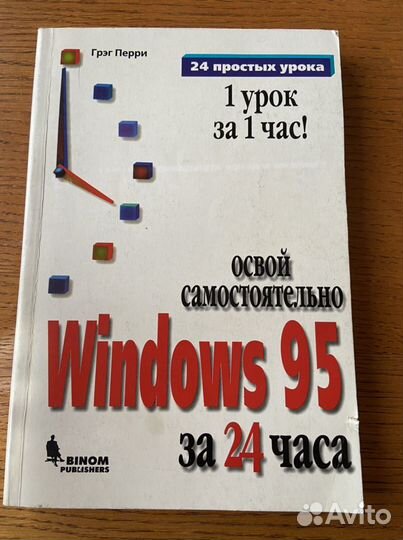 Грэг Перри
24 простых урока
1 урок
за 1 час!
освой
самостоятельно
Windows 95
за 24 часа
BINOM
PUBLISHERS
Avito